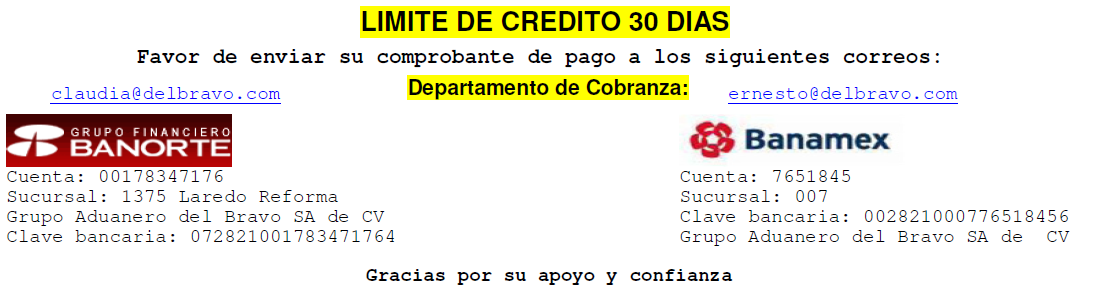 LIMITE DE CREDITO 30 DIAS
Favor de enviar su comprobante de pago a los siguientes correos:
claudia@delbravo.com Departamento de Cobranza: ernesto@delbravo.com
GRUPO FINANCIERO
BANORTE
Cuenta: 00178347176
Sucursal: 1375 Laredo Reforma
Grupo Aduanero del Bravo SA de CV
Clave bancaria: 072821001783471764
Banamex
Cuenta: 7651845
Sucursal: 007
Clave bancaria: 002821000776518456
Grupo Aduanero del Bravo SA de  CV
Gracias por su apoyo y confianza